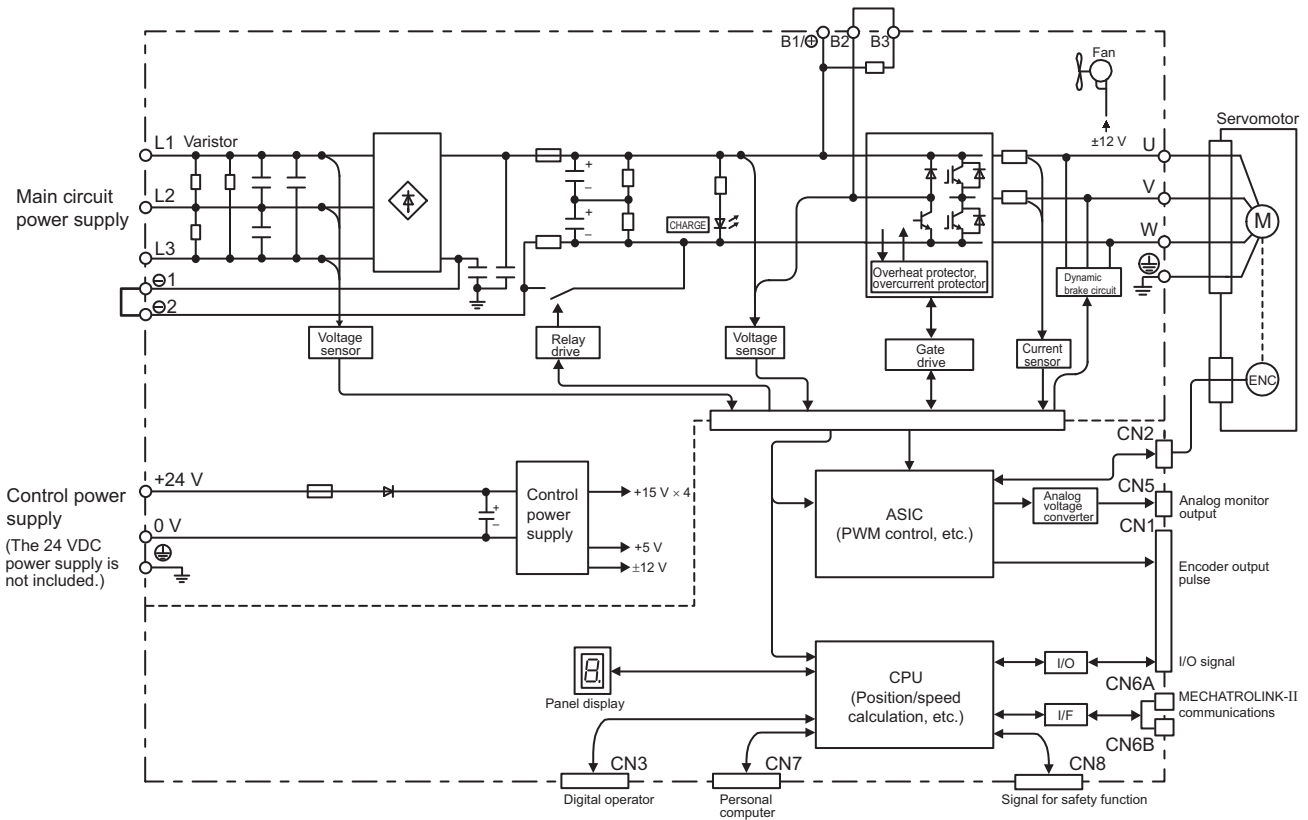 B1/⊕
B2
B3
Fan
±12 V
Servomotor
L1
Varistor
U
Main circuit
power supply
L2
V
CHARGE
W
M
L3
⊖1
⊖2
Overheat protector,
overcurrent protector
Dynamic
brake circuit
Voltage
sensor
Relay
drive
Voltage
sensor
Gate
drive
Current
sensor
ENC
CN2
Control power
supply
(The 24 VDC
power supply is
not included.)
+24 V
0 V
+
–
+
–
+
–
Control
power
supply
+15 V × 4
+5 V
±12 V
ASIC
(PWM control, etc.)
Analog
voltage
converter
CN5
Analog monitor
output
CN1
Encoder output
pulse
8.
Panel display
CPU
(Position/speed
calculation, etc.)
I/O
I/O signal
CN6A
I/F
MECHATROLINK-II
communications
CN6B
CN3
CN7
CN8
Digital operator
Personal
computer
Signal for safety function